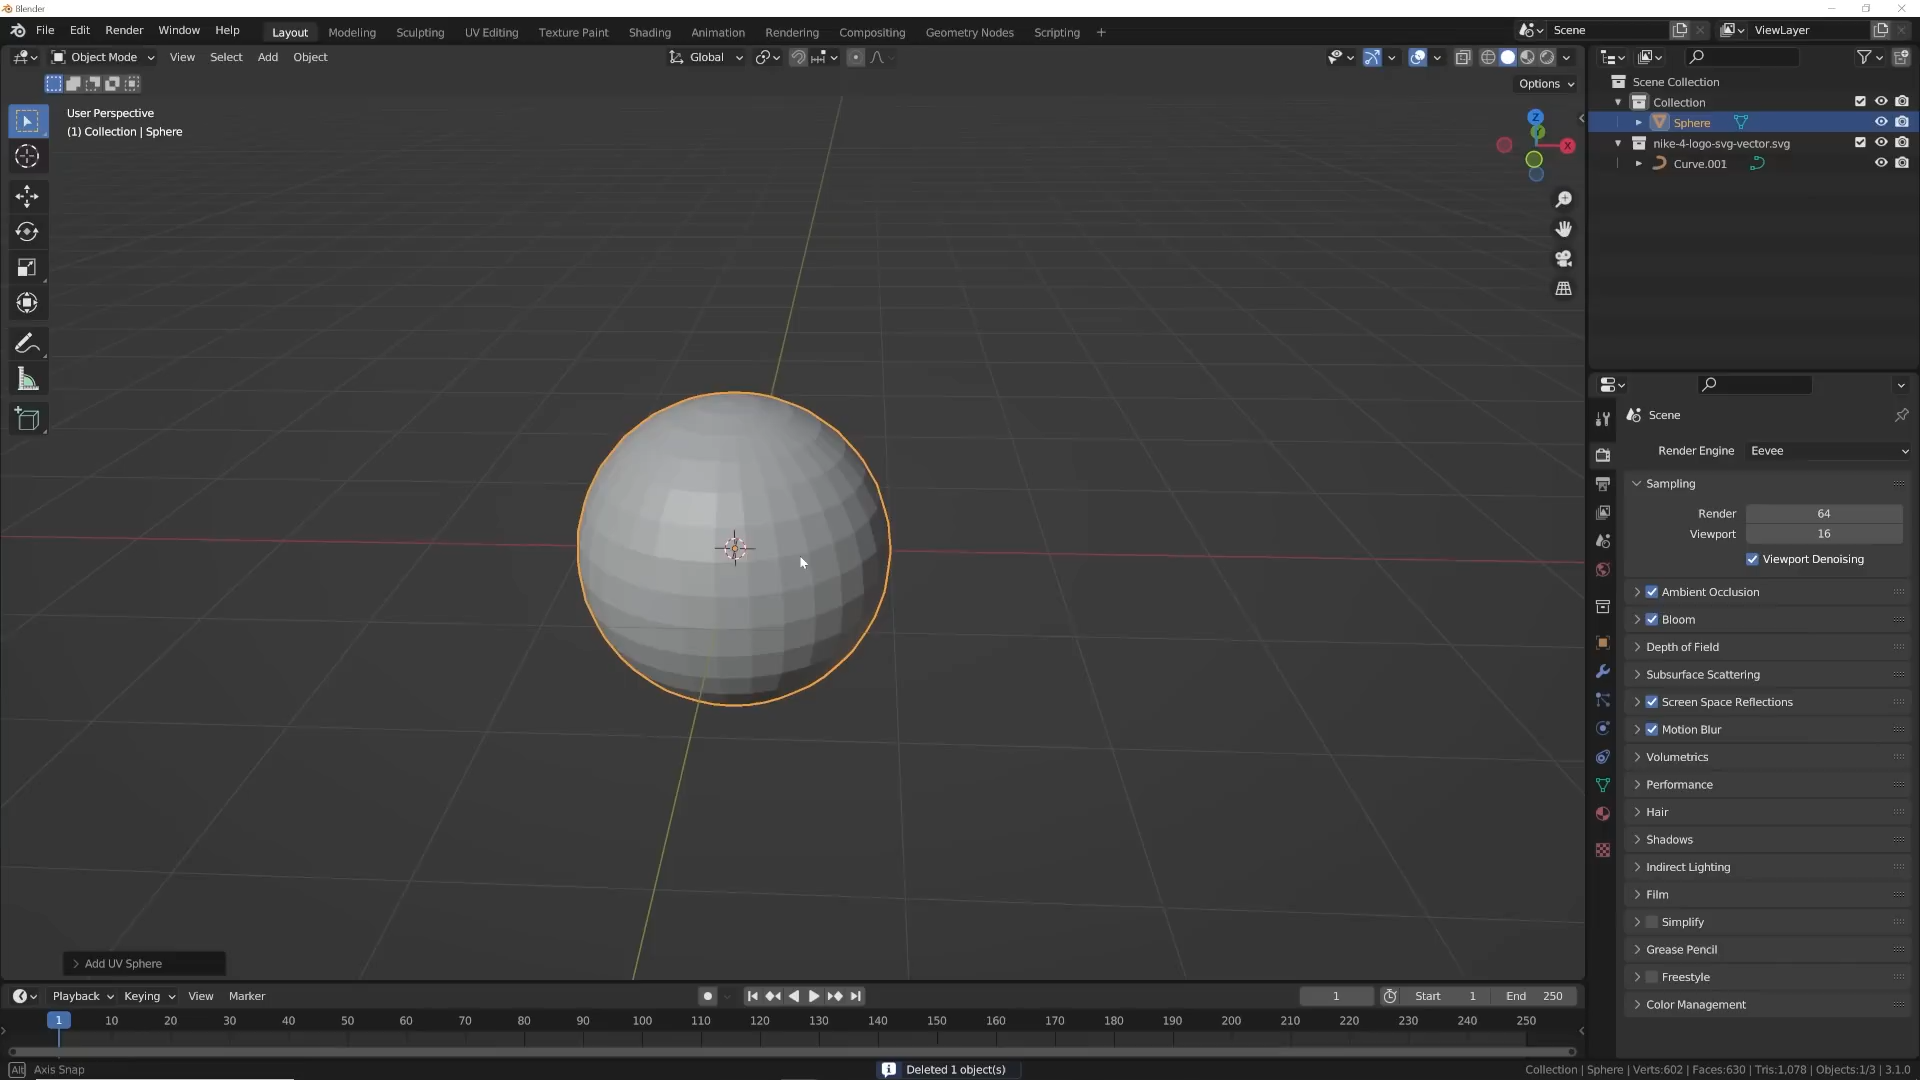 Blender
File Edit Render Window Help Layout Modeling Sculpting UV Editing Texture Paint Shading Animation Rendering Compositing Geometry Nodes Scripting + Scene ViewLayer
Object Mode View Select Add Object Global
Options
User Perspective
(1) Collection | Sphere
Z
X
Scene Collection
Collection
Sphere
nike-4-logo-svg-vector.svg
Curve.001
Scene
Render Engine Eevee
Sampling
Render 64
Viewport 16
Viewport Denoising
Ambient Occlusion
Bloom
Depth of Field
Subsurface Scattering
Screen Space Reflections
Motion Blur
Volumetrics
Performance
Hair
Shadows
Indirect Lighting
Film
Simplify
Grease Pencil
Freestyle
Color Management
Add UV Sphere
Playback Keying View Marker 1 Start 1 End 250
1 10 20 30 40 50 60 70 80 90 100 110 120 130 140 150 160 170 180 190 200 210 220 230 240 250
Alt Axis Snap Deleted 1 object(s) Collection | Sphere | Verts:602 | Faces:630 | Tris:1,078 | Objects:1/3 | 3.1.0